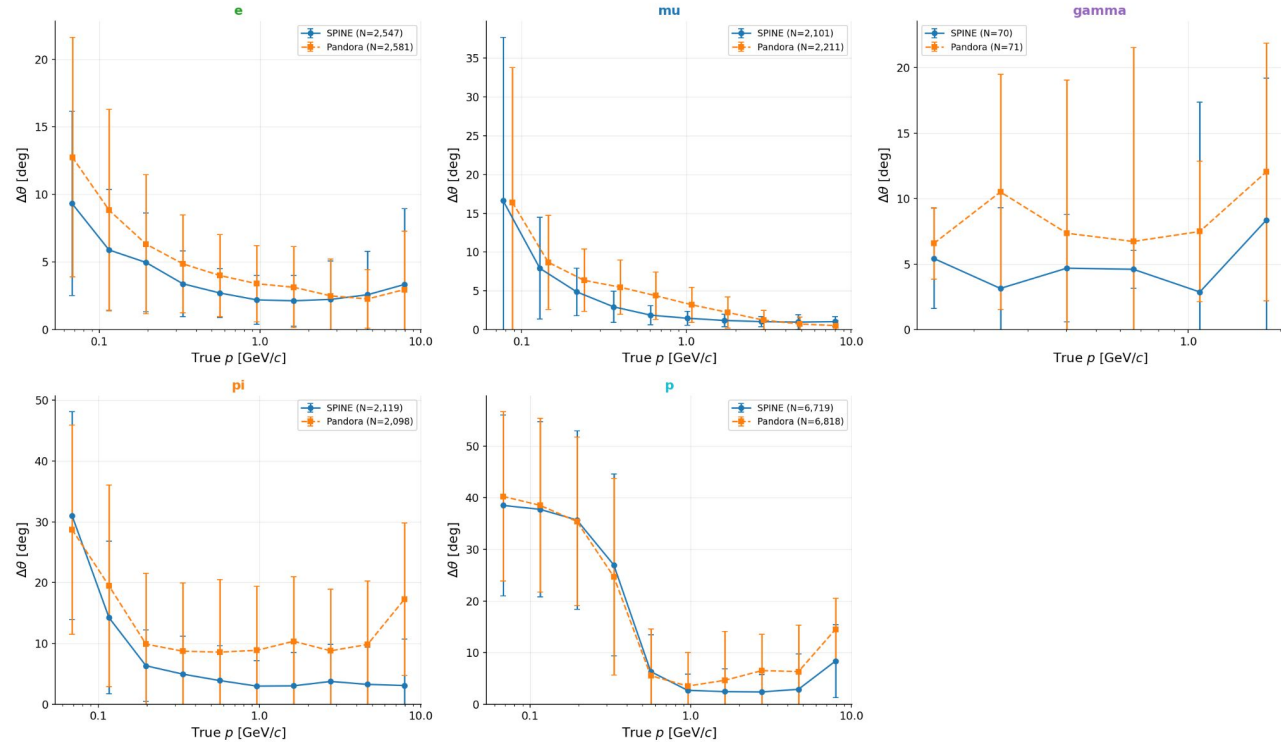 e
SPINE (N=2,547)
Pandora (N=2,581)
20
15
10
5
0
Δθ [deg]
0.1
1.0
10.0
True p [GeV/c]
mu
SPINE (N=2,101)
Pandora (N=2,211)
35
30
25
20
15
10
5
0
Δθ [deg]
0.1
1.0
10.0
True p [GeV/c]
gamma
SPINE (N=70)
Pandora (N=71)
20
15
10
5
0
Δθ [deg]
1.0
True p [GeV/c]
pi
SPINE (N=2,119)
Pandora (N=2,098)
50
40
30
20
10
0
Δθ [deg]
0.1
1.0
10.0
True p [GeV/c]
p
SPINE (N=6,719)
Pandora (N=6,818)
50
40
30
20
10
0
Δθ [deg]
0.1
1.0
10.0
True p [GeV/c]